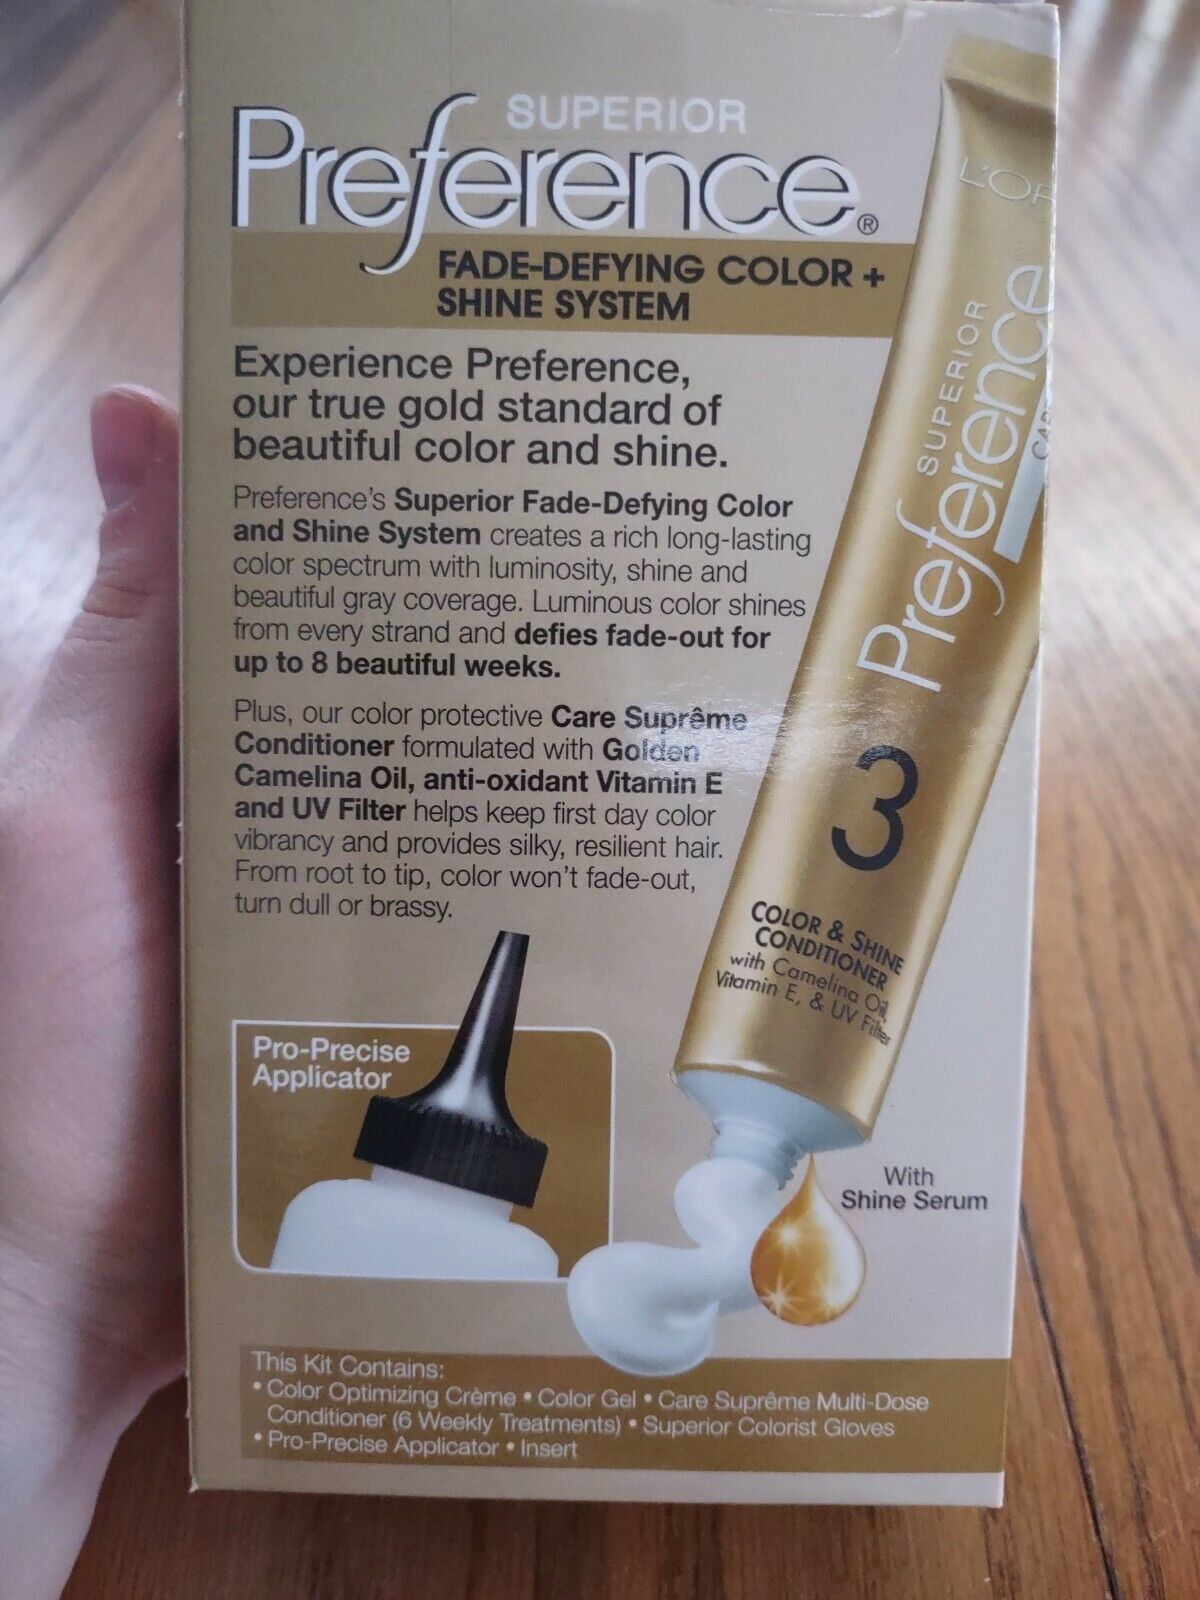 SUPERIOR
Preference®
FADE-DEFYING COLOR +
SHINE SYSTEM
Experience Preference,
our true gold standard of
beautiful color and shine.
Preference's Superior Fade-Defying Color
and Shine System creates a rich long-lasting
color spectrum with luminosity, shine and
beautiful gray coverage. Luminous color shines
from every strand and defies fade-out for
up to 8 beautiful weeks.
Plus, our color protective Care Suprême
Conditioner formulated with Golden
Camelina Oil, anti-oxidant Vitamin E
and UV Filter helps keep first day color
vibrancy and provides silky, resilient hair.
From root to tip, color won't fade-out,
turn dull or brassy.
L'OR
SUPERIOR
Preference
3
COLOR & SHINE
CONDITIONER
with Camelina Oil,
Vitamin E, & UV Filter
Pro-Precise
Applicator
With
Shine Serum
This Kit Contains:
• Color Optimizing Crème • Color Gel • Care Suprême Multi-Dose
Conditioner (6 Weekly Treatments) • Superior Colorist Gloves
• Pro-Precise Applicator • Insert